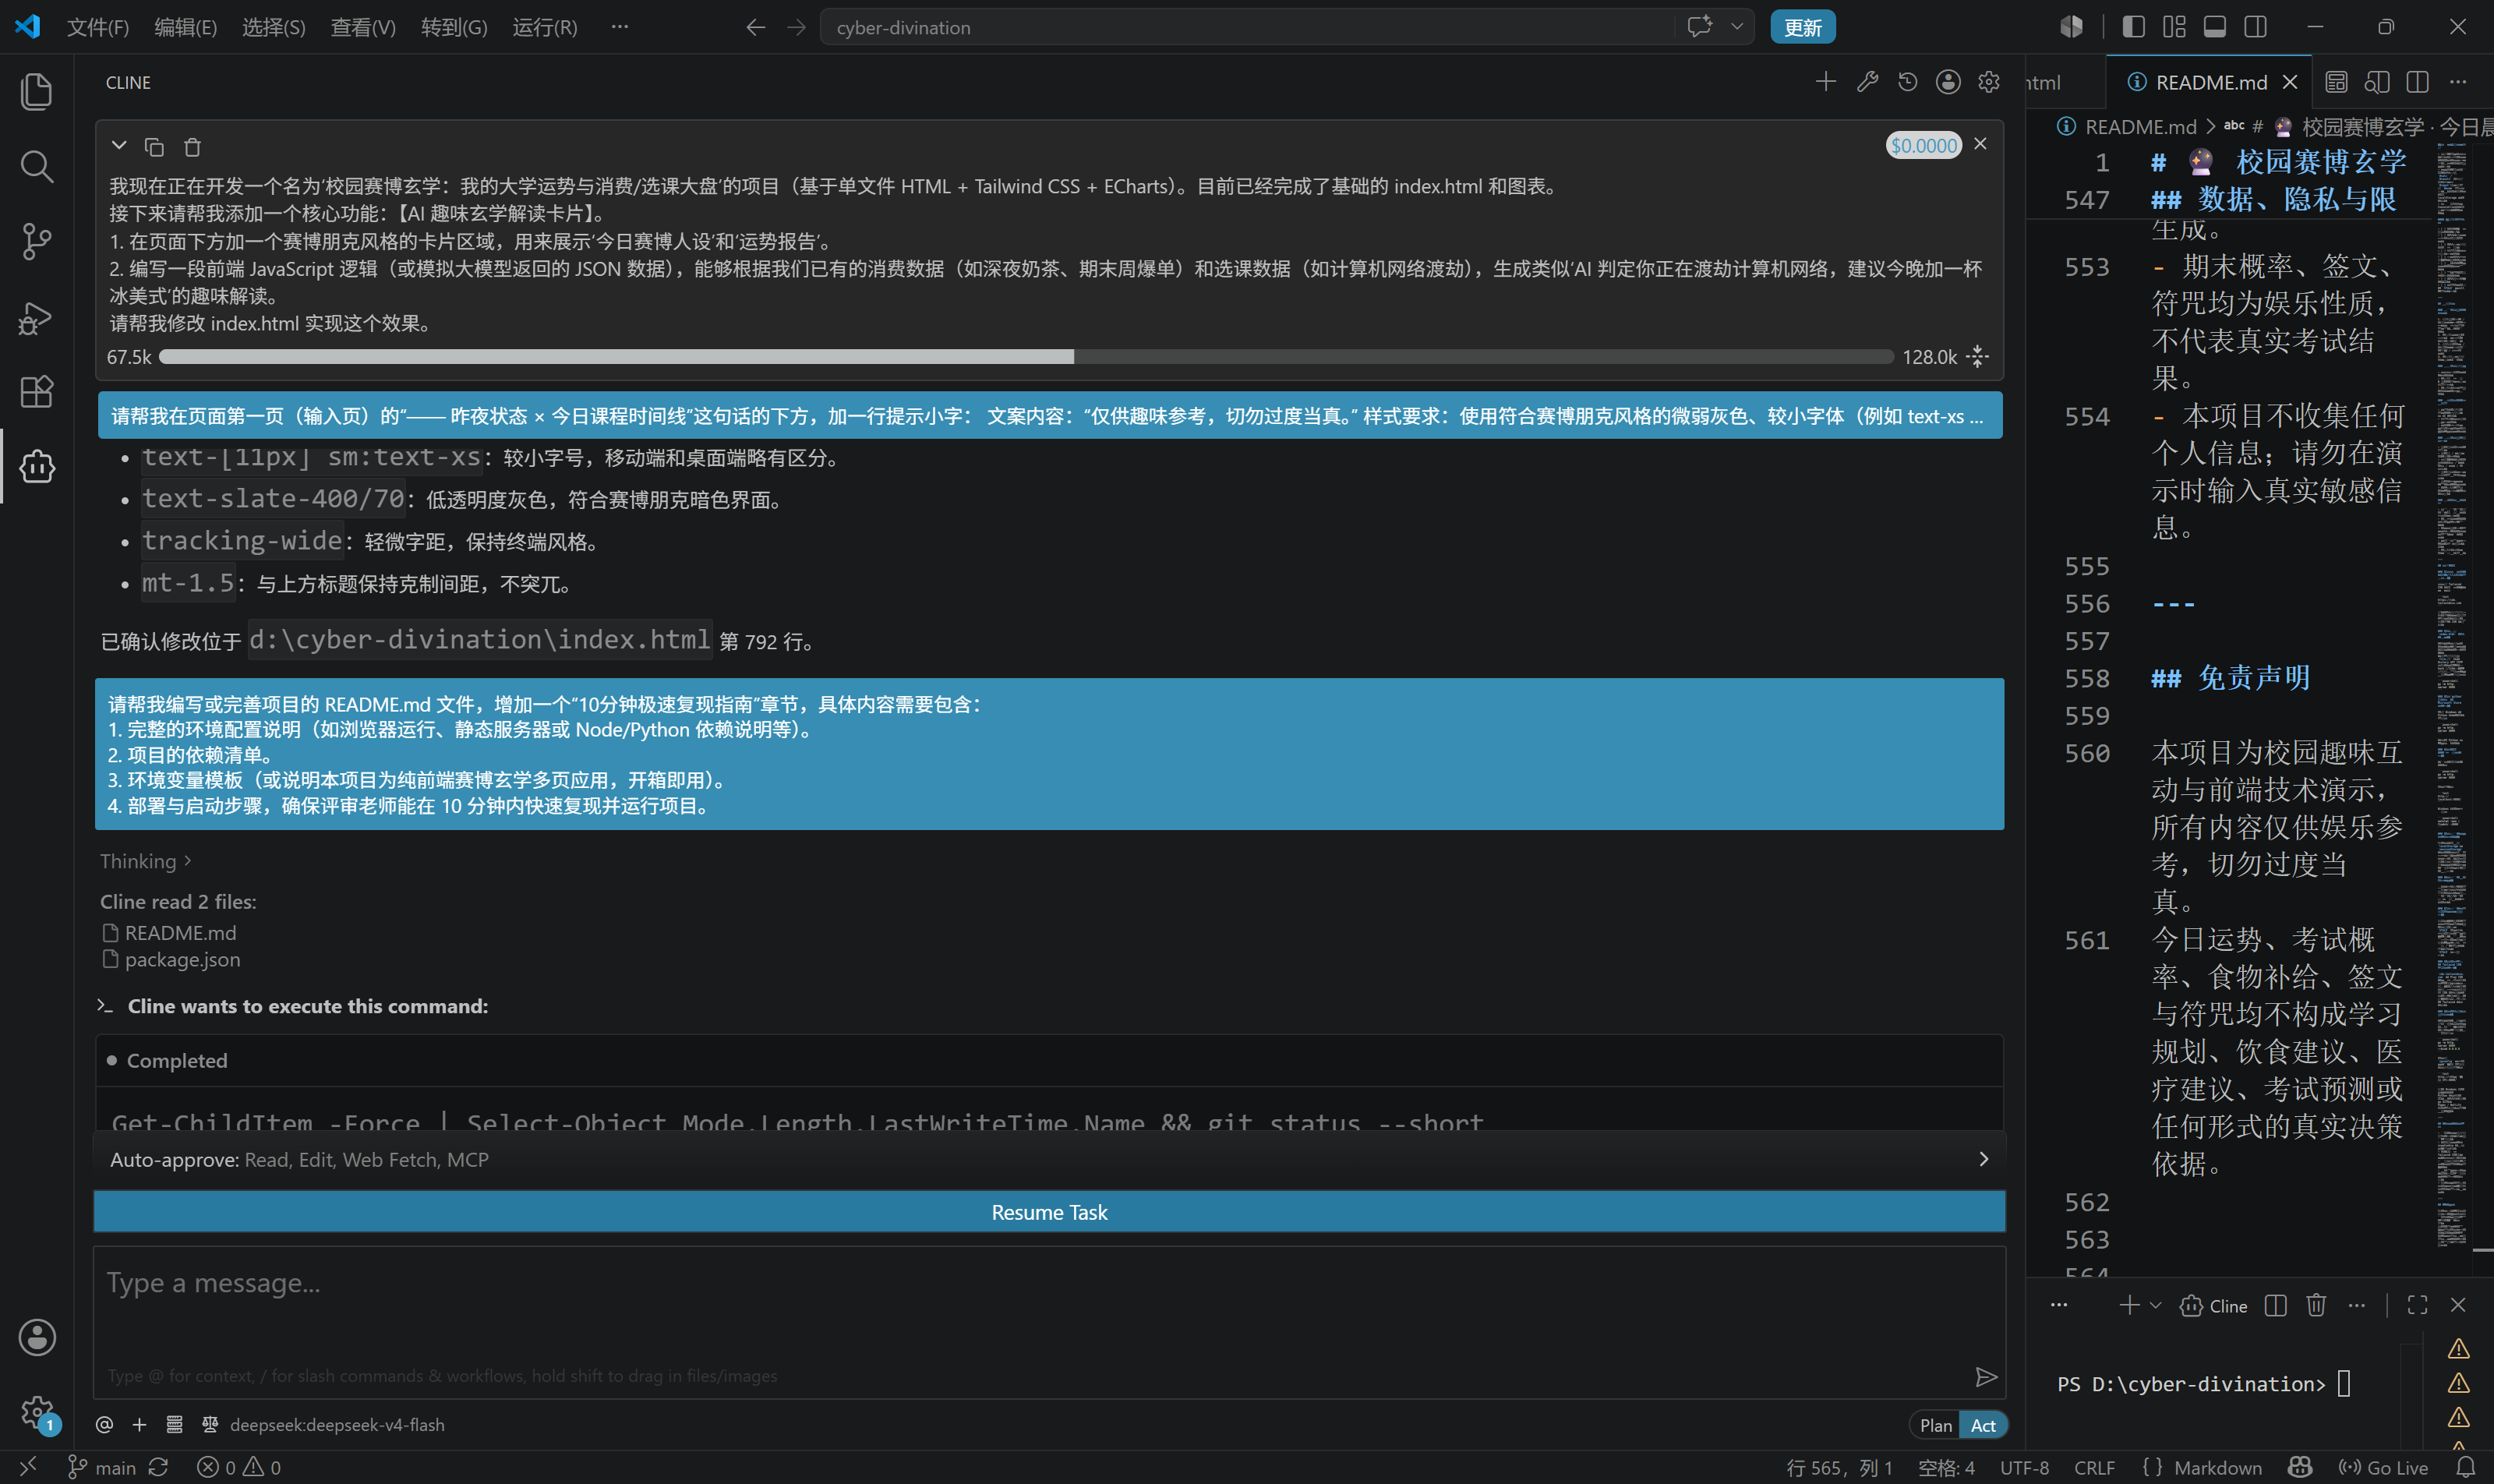 文件(F) 编辑(E) 选择(S) 查看(V) 转到(G) 运行(R) ···
cyber-divination
更新
CLINE
$0.0000
我现在正在开发一个名为‘校园赛博玄学：我的大学运势与消费/选课大盘’的项目（基于单文件 HTML + Tailwind CSS + ECharts）。目前已经完成了基础的 index.html 和图表。
接下来请帮我添加一个核心功能：【AI 趣味玄学解读卡片】。
1. 在页面下方加一个赛博朋克风格的卡片区域，用来展示‘今日赛博人设’和‘运势报告’。
2. 编写一段前端 JavaScript 逻辑（或模拟大模型返回的 JSON 数据），能够根据我们已有的消费数据（如深夜奶茶、期末周爆单）和选课数据（如计算机网络渡劫），生成类似‘AI 判定你正在渡劫计算机网络，建议今晚加一杯
冰美式’的趣味解读。
请帮我修改 index.html 实现这个效果。
67.5k 128.0k
请帮我在页面第一页（输入页）的“—— 昨夜状态 × 今日课程时间线”这句话的下方，加一行提示小字： 文案内容：“仅供趣味参考，切勿过度当真。” 样式要求：使用符合赛博朋克风格的微弱灰色、较小字体（例如 text-xs ...
text-[11px] sm:text-xs：较小字号，移动端和桌面端略有区分。
text-slate-400/70：低透明度灰色，符合赛博朋克暗色界面。
tracking-wide：轻微字距，保持终端风格。
mt-1.5：与上方标题保持克制间距，不突兀。
已确认修改位于 d:\cyber-divination\index.html 第 792 行。
请帮我编写或完善项目的 README.md 文件，增加一个“10分钟极速复现指南”章节，具体内容需要包含：
1. 完整的环境配置说明（如浏览器运行、静态服务器或 Node/Python 依赖说明等）。
2. 项目的依赖清单。
3. 环境变量模板（或说明本项目为纯前端赛博玄学多页应用，开箱即用）。
4. 部署与启动步骤，确保评审老师能在 10 分钟内快速复现并运行项目。
Thinking
Cline read 2 files:
README.md
package.json
Cline wants to execute this command:
Completed
Get-ChildItem -Force | Select-Object Mode,Length,LastWriteTime,Name && git status --short
Auto-approve: Read, Edit, Web Fetch, MCP
Resume Task
Type a message...
Type @ for context, / for slash commands & workflows, hold shift to drag in files/images
deepseek:deepseek-v4-flash
Plan Act
html
README.md
README.md > abc # 🔮 校园赛博玄学 · 今日晨
1 # 🔮 校园赛博玄学
547 ## 数据、隐私与限
生成。
553 - 期末概率、签文、
符咒均为娱乐性质，
不代表真实考试结
果。
554 - 本项目不收集任何
个人信息；请勿在演
示时输入真实敏感信
息。
555
556 ---
557
558 ## 免责声明
559
560 本项目为校园趣味互
动与前端技术演示，
所有内容仅供娱乐参
考，切勿过度当
真。
561 今日运势、考试概
率、食物补给、签文
与符咒均不构成学习
规划、饮食建议、医
疗建议、考试预测或
任何形式的真实决策
依据。
562
563
564
Cline
PS D:\cyber-divination>
1
main 0 0
行 565，列 1 空格: 4 UTF-8 CRLF { } Markdown Go Live